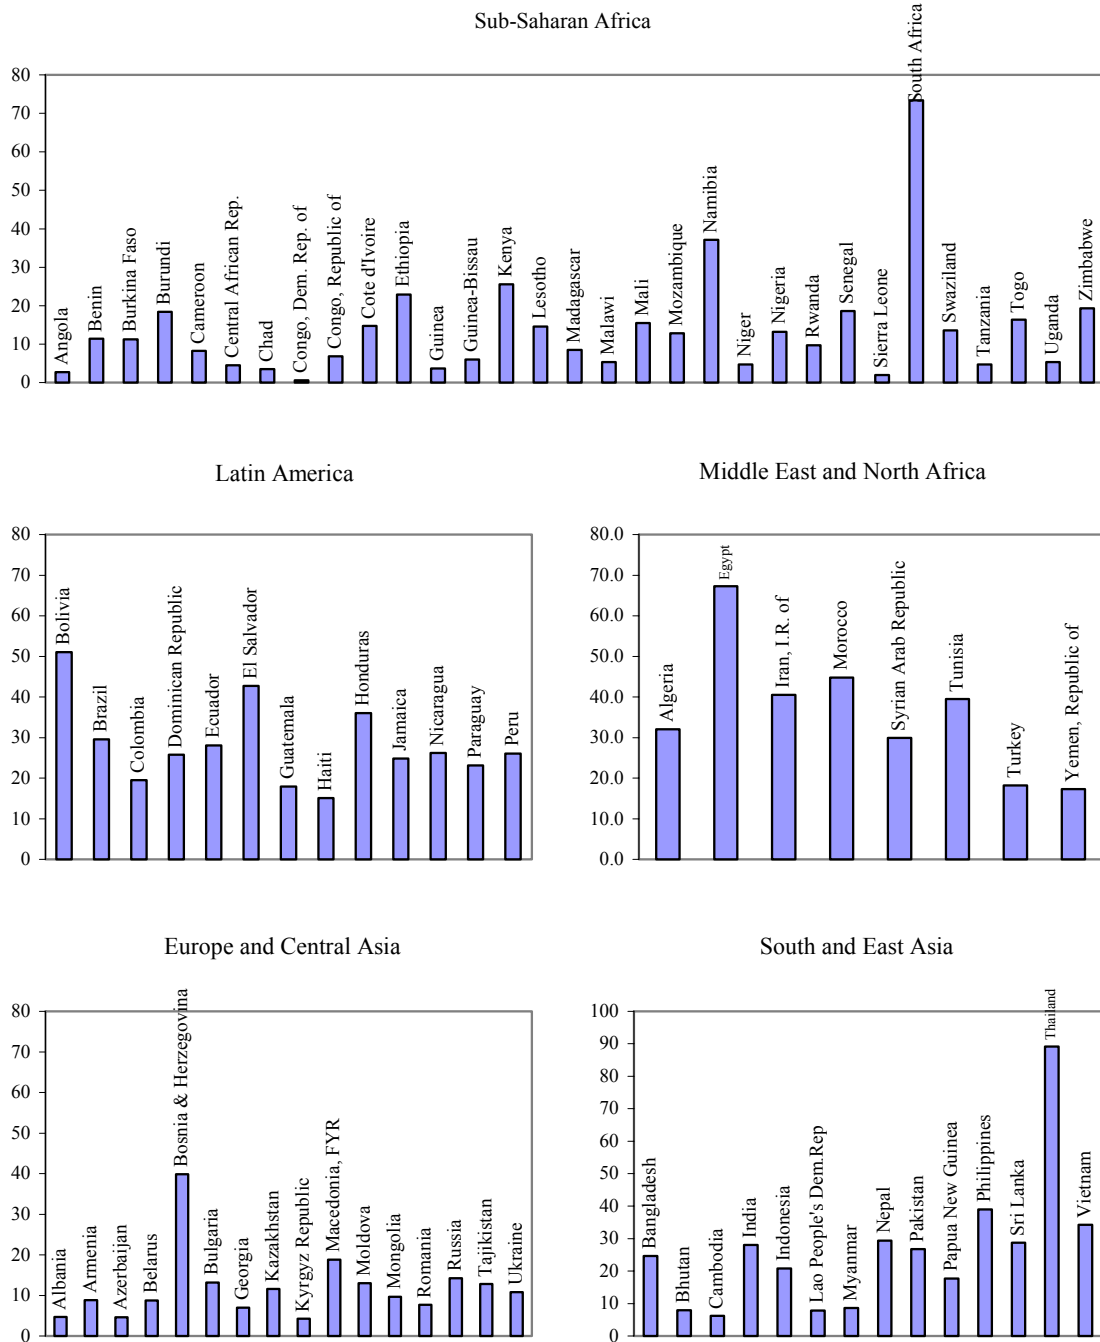 Sub-Saharan Africa
80
70
60
50
40
30
20
10
0
Angola
Benin
Burkina Faso
Burundi
Cameroon
Central African Rep.
Chad
Congo, Dem. Rep. of
Congo, Republic of
Cote d'Ivoire
Ethiopia
Guinea
Guinea-Bissau
Kenya
Lesotho
Madagascar
Malawi
Mali
Mozambique
Namibia
Niger
Nigeria
Rwanda
Senegal
Sierra Leone
South Africa
Swaziland
Tanzania
Togo
Uganda
Zimbabwe
Latin America
80
70
60
50
40
30
20
10
0
Bolivia
Brazil
Colombia
Dominican Republic
Ecuador
El Salvador
Guatemala
Haiti
Honduras
Jamaica
Nicaragua
Paraguay
Peru
Middle East and North Africa
80.0
70.0
60.0
50.0
40.0
30.0
20.0
10.0
0.0
Algeria
Egypt
Iran, I.R. of
Morocco
Syrian Arab Republic
Tunisia
Turkey
Yemen, Republic of
Europe and Central Asia
80
70
60
50
40
30
20
10
0
Albania
Armenia
Azerbaijan
Belarus
Bosnia & Herzegovina
Bulgaria
Georgia
Kazakhstan
Kyrgyz Republic
Macedonia, FYR
Moldova
Mongolia
Romania
Russia
Tajikistan
Ukraine
South and East Asia
100
90
80
70
60
50
40
30
20
10
0
Bangladesh
Bhutan
Cambodia
India
Indonesia
Lao People's Dem.Rep
Myanmar
Nepal
Pakistan
Papua New Guinea
Philippines
Sri Lanka
Thailand
Vietnam